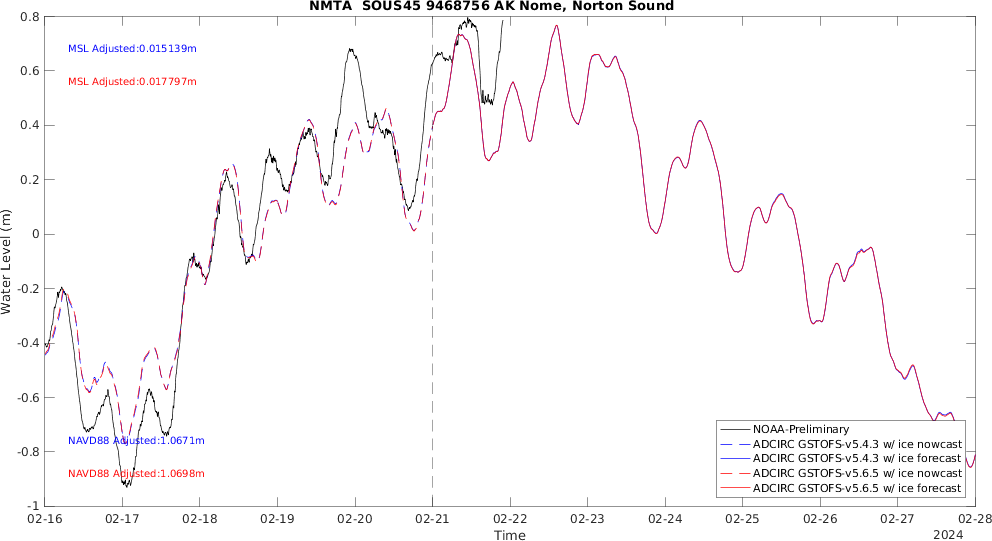 NMTA  SOUS45 9468756 AK Nome, Norton Sound
MSL Adjusted:0.015139m
MSL Adjusted:0.017797m
NAVD88 Adjusted:1.0671m
NAVD88 Adjusted:1.0698m
Water Level (m)
0.8
0.6
0.4
0.2
0
-0.2
-0.4
-0.6
-0.8
-1
NOAA-Preliminary
ADCIRC GSTOFS-v5.4.3 w/ ice nowcast
ADCIRC GSTOFS-v5.4.3 w/ ice forecast
ADCIRC GSTOFS-v5.6.5 w/ ice nowcast
ADCIRC GSTOFS-v5.6.5 w/ ice forecast
02-16 02-17 02-18 02-19 02-20 02-21 02-22 02-23 02-24 02-25 02-26 02-27 02-28
Time
2024